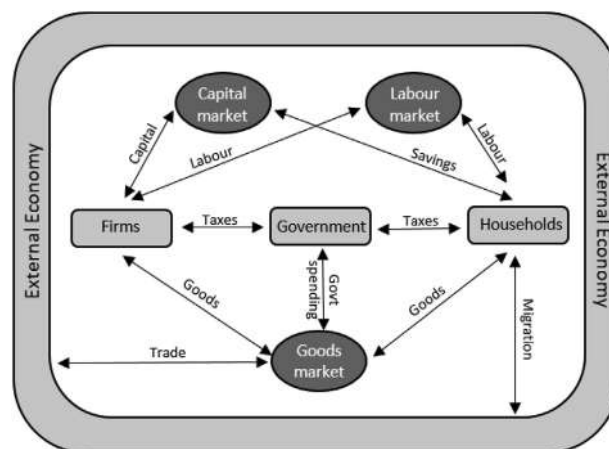 Capital
market
Labour
market
External Economy
External Economy
Capital
Labour
Savings
Labour
Firms
Taxes
Government
Taxes
Households
Goods
Govt
spending
Goods
Migration
Trade
Goods
market